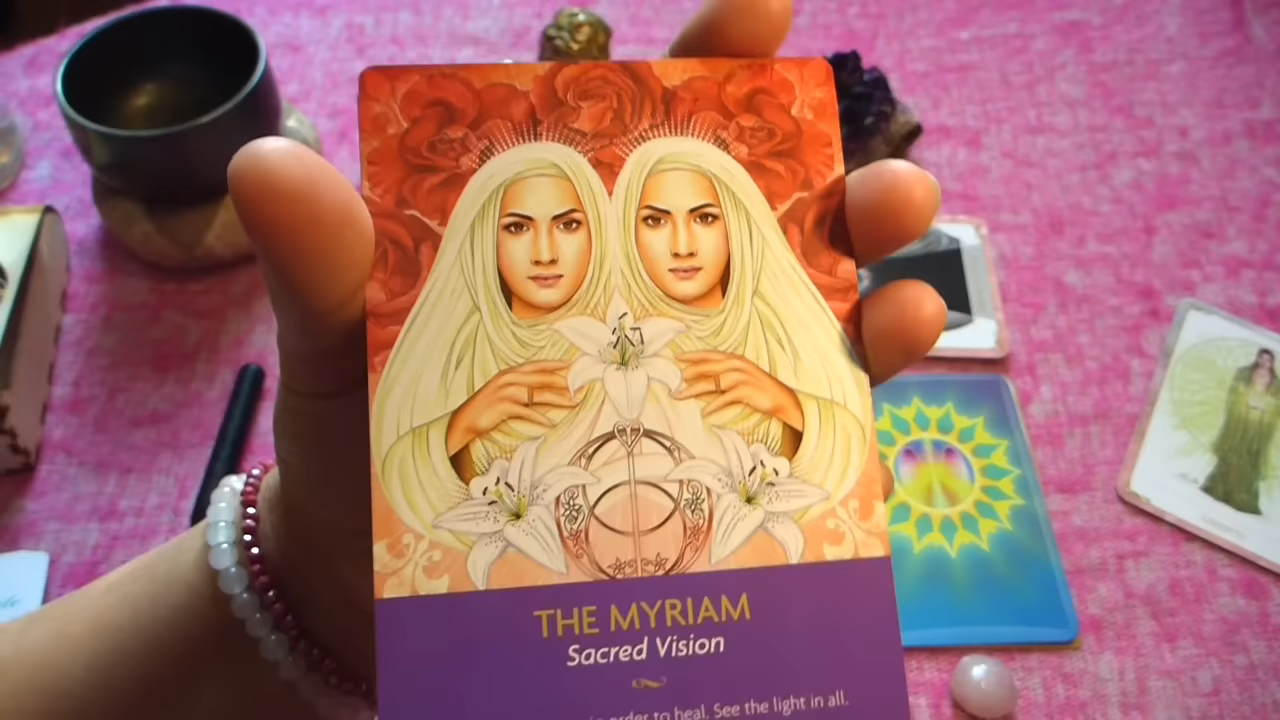 THE MYRIAM
Sacred Vision
in order to heal. See the light in all.